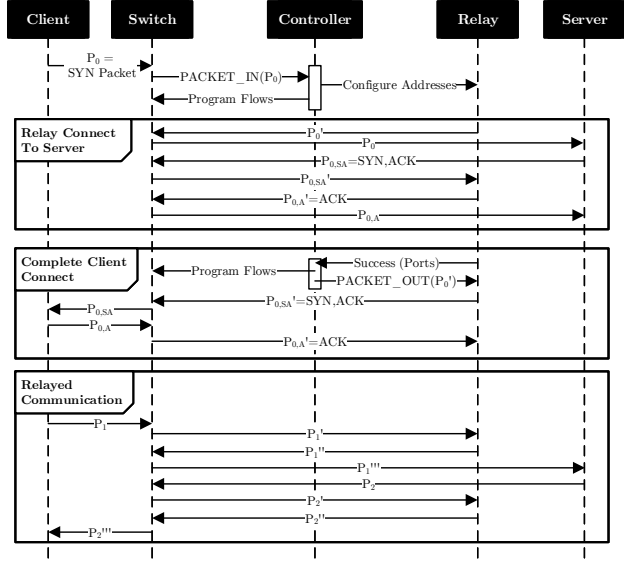 Client Switch Controller Relay Server
P₀ =
SYN Packet
PACKET_IN(P₀)
Configure Addresses
Program Flows
Relay Connect
To Server
P₀'
P₀
P₀,SA=SYN,ACK
P₀,SA'
P₀,A'=ACK
P₀,A
Complete Client
Connect
Success (Ports)
Program Flows
PACKET_OUT(P₀')
P₀,SA'=SYN,ACK
P₀,SA
P₀,A
P₀,A'=ACK
Relayed
Communication
P₁
P₁'
P₁''
P₁'''
P₂
P₂'
P₂''
P₂'''